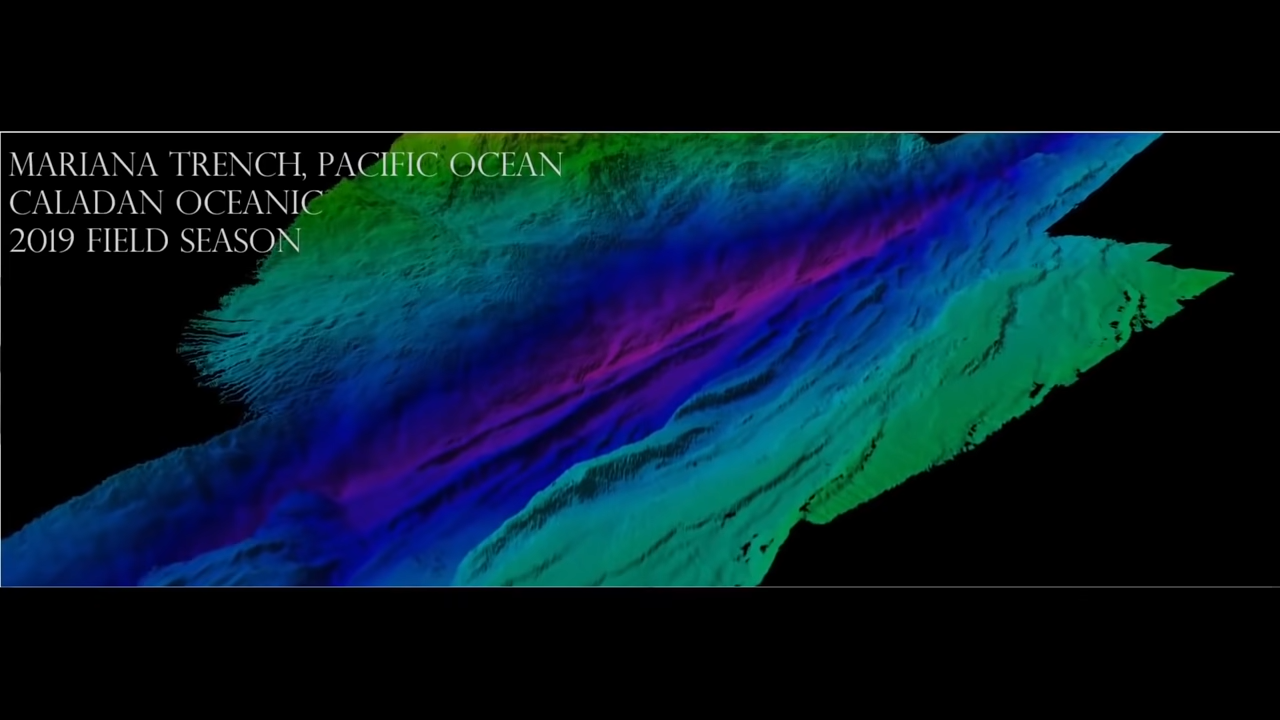 MARIANA TRENCH, PACIFIC OCEAN
CALADAN OCEANIC
2019 FIELD SEASON